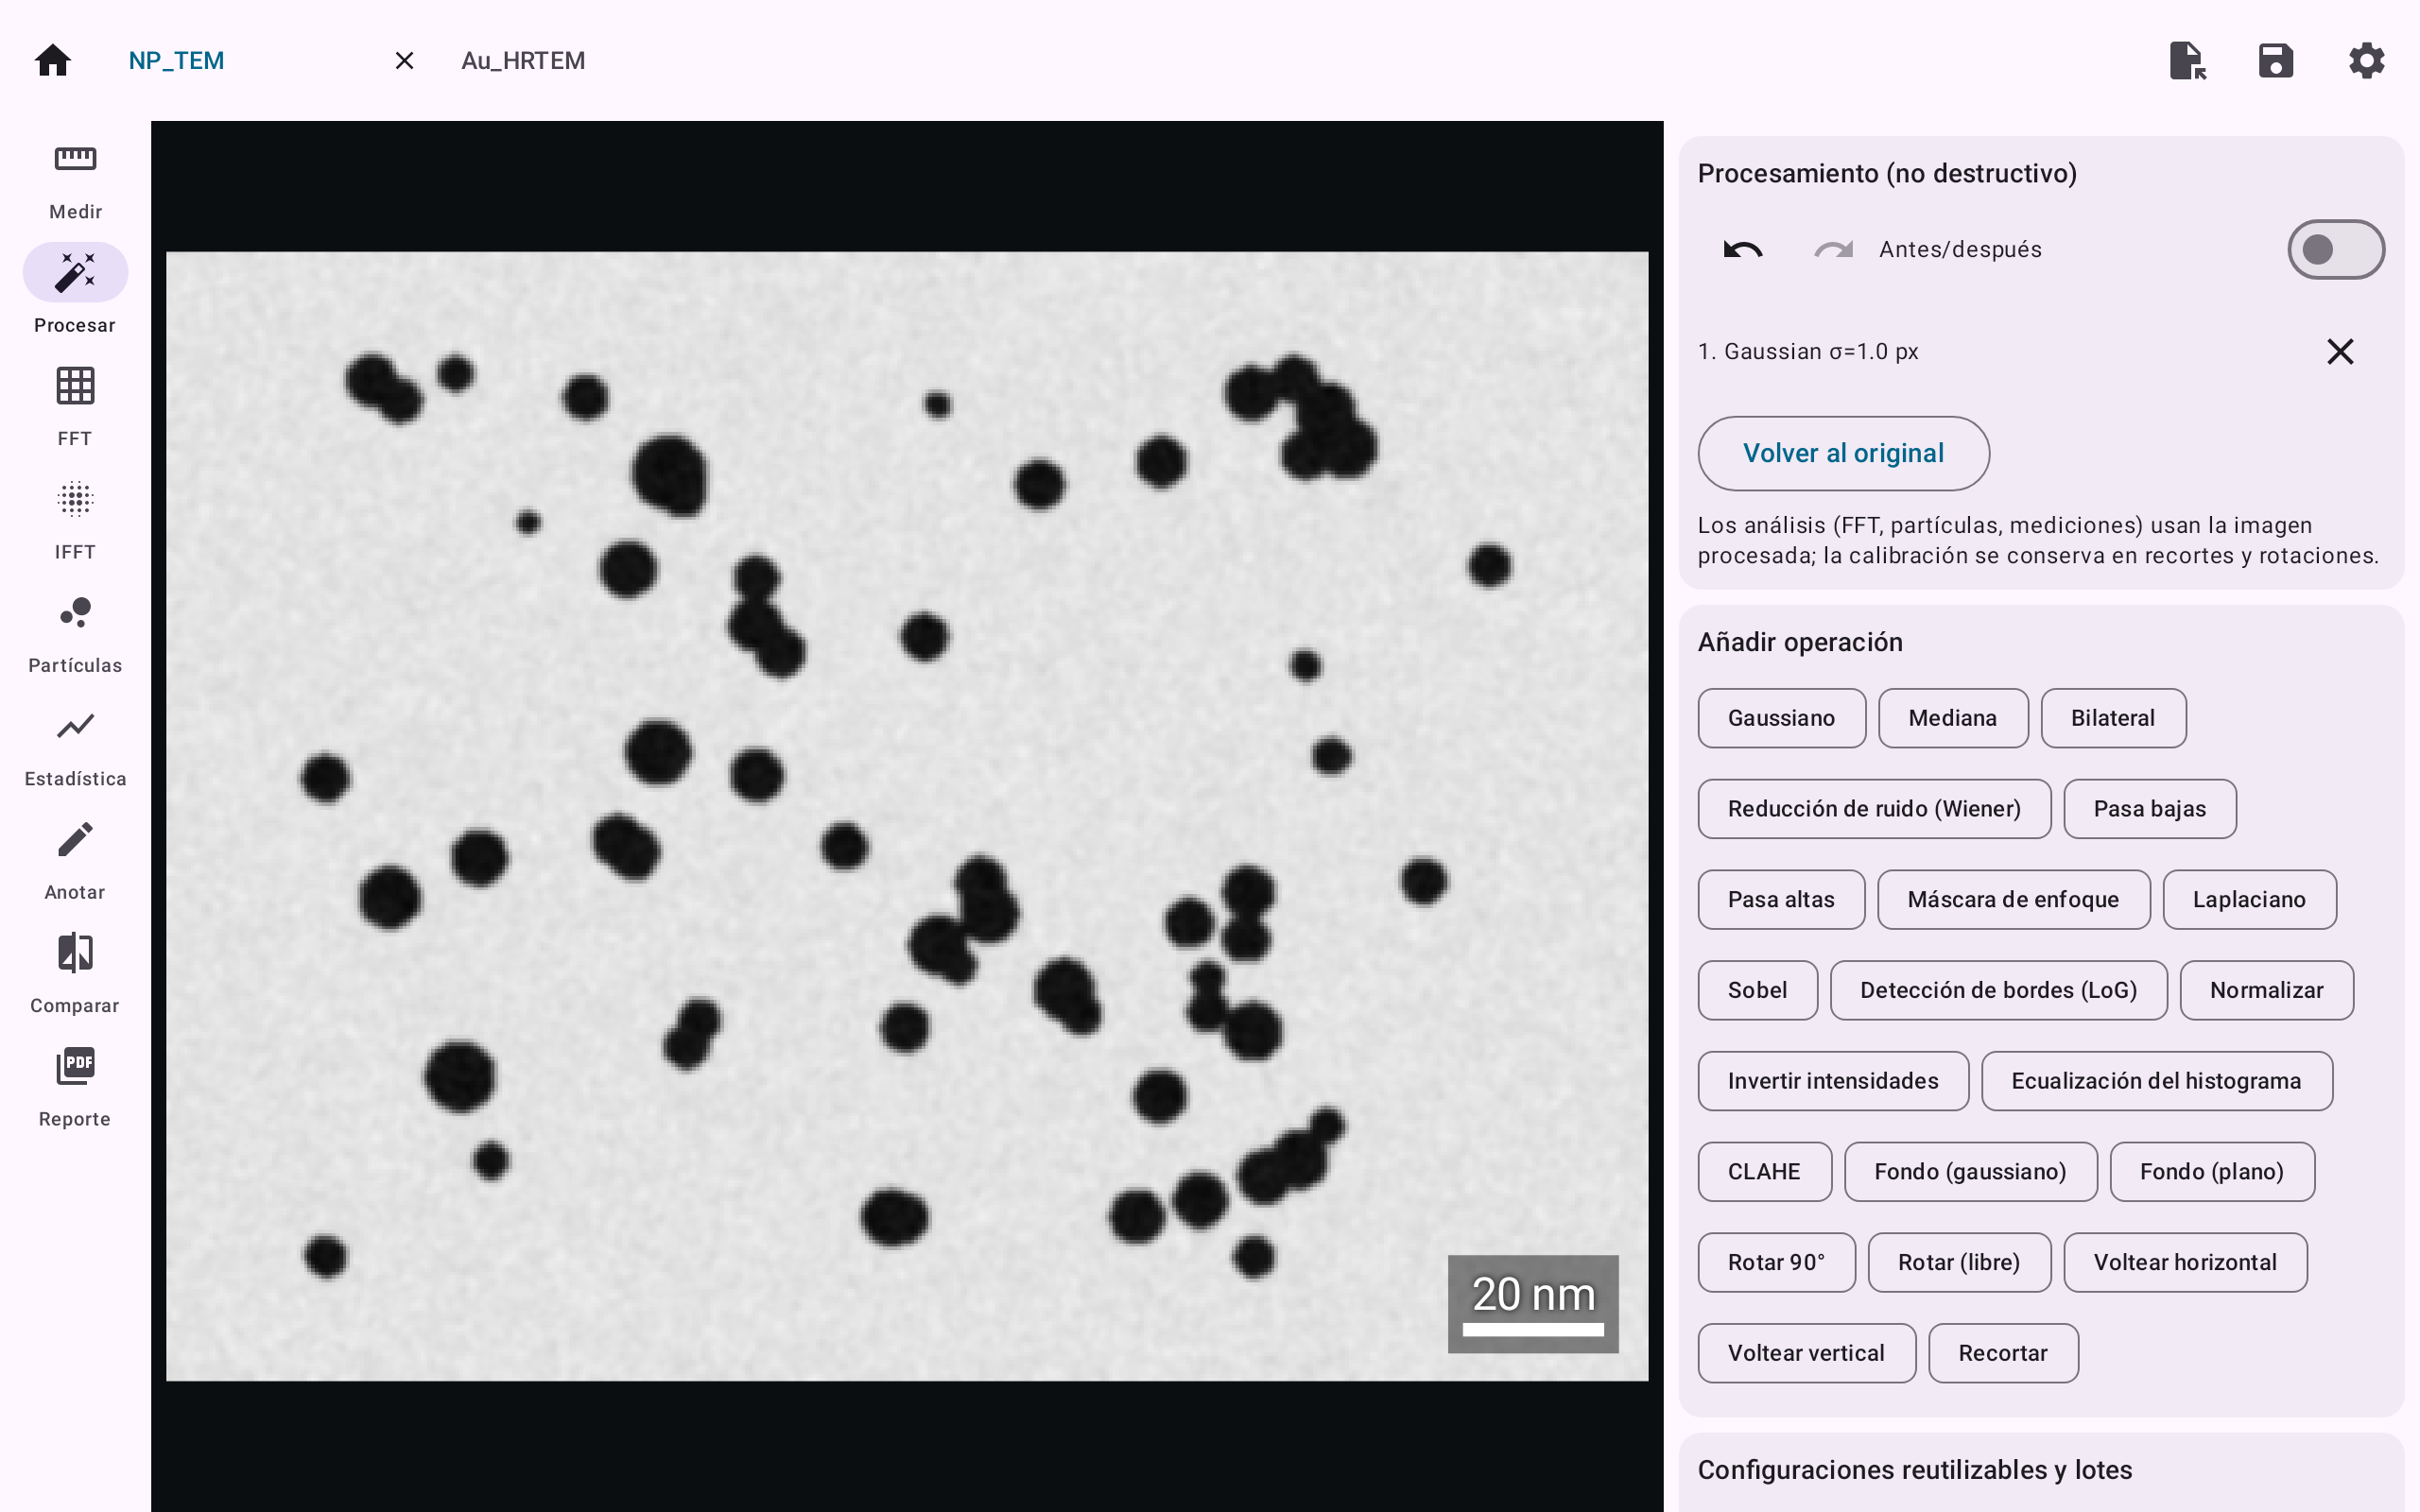 NP_TEM
Au_HRTEM
Medir
Procesar
FFT
IFFT
Partículas
Estadística
Anotar
Comparar
PDF
Reporte
20 nm
Procesamiento (no destructivo)
Antes/después
1. Gaussian σ=1.0 px
Volver al original
Los análisis (FFT, partículas, mediciones) usan la imagen
procesada; la calibración se conserva en recortes y rotaciones.
Añadir operación
Gaussiano Mediana Bilateral
Reducción de ruido (Wiener) Pasa bajas
Pasa altas Máscara de enfoque Laplaciano
Sobel Detección de bordes (LoG) Normalizar
Invertir intensidades Ecualización del histograma
CLAHE Fondo (gaussiano) Fondo (plano)
Rotar 90° Rotar (libre) Voltear horizontal
Voltear vertical Recortar
Configuraciones reutilizables y lotes